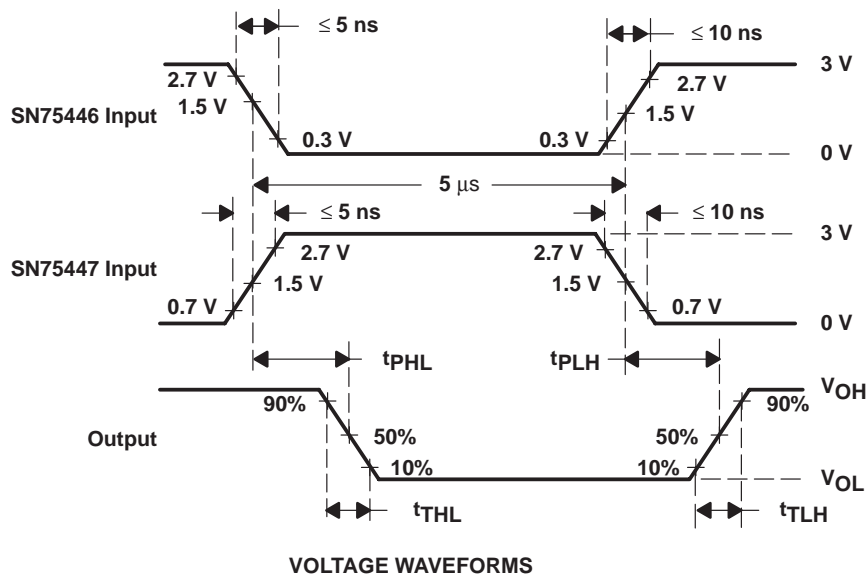 ≤ 5 ns
≤ 10 ns
2.7 V
2.7 V
3 V
1.5 V
1.5 V
SN75446 Input
0.3 V
0.3 V
0 V
5 μs
≤ 5 ns
≤ 10 ns
3 V
2.7 V
2.7 V
SN75447 Input
1.5 V
1.5 V
0.7 V
0.7 V
0 V
tPHL
tPLH
VOH
90%
90%
Output
50%
50%
10%
10%
VOL
tTHL
tTLH
VOLTAGE WAVEFORMS